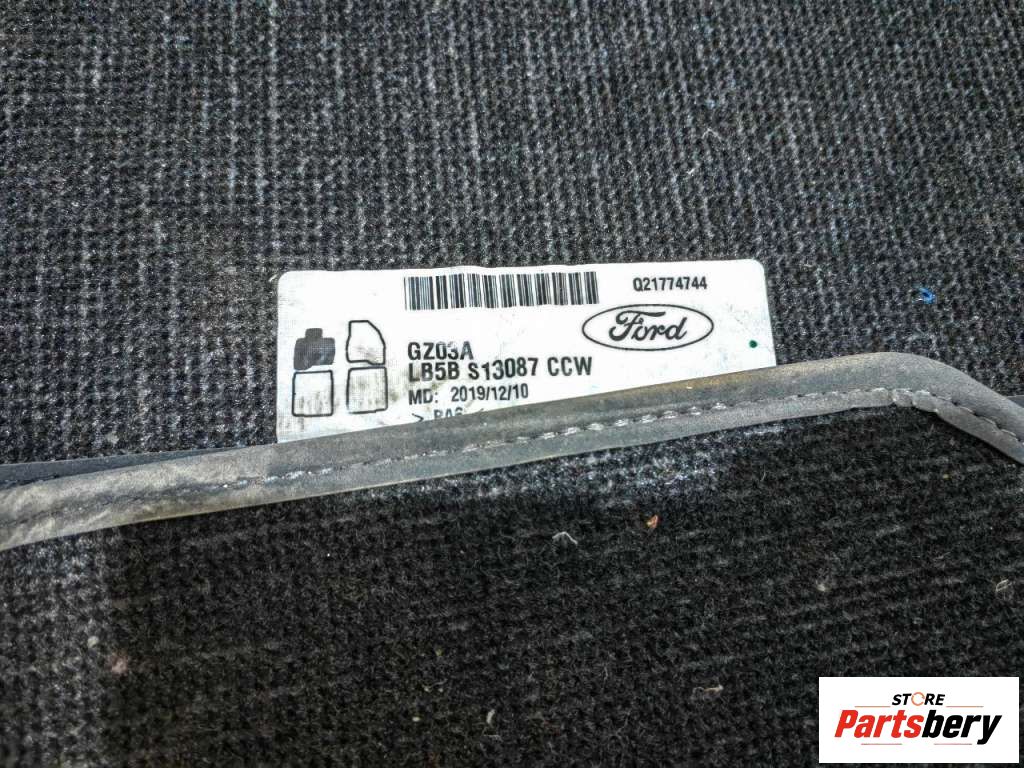 Q21774744
Ford
GZ03A
LB5B S13087 CCW
MD: 2019/12/10
STORE
Partsbery